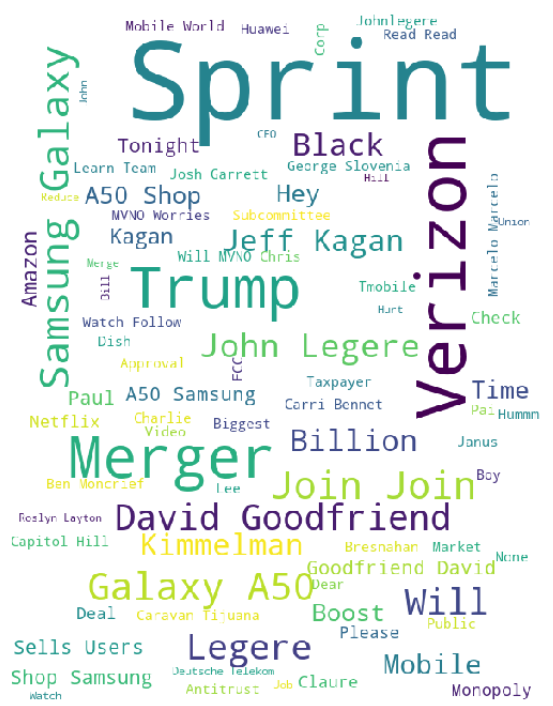 Mobile World
Huawei
Corp
Johnlegere
Read Read
Sprint
Samsung Galaxy
John
CEO
Tonight
Black
Verizon
Learn Team
Josh Garrett
George Slovenia
Hill
Reduce
A50 Shop
Hey
MVNO Worries
Subcommittee
Union
Marcelo Marcelo
Amazon
Kagan
Jeff Kagan
Will MVNO
Chris
Merge
Bill
Trump
Tmobile
Hurt
Check
Watch Follow
Dish
John Legere
Approval
FCC
Taxpayer
Paul
A50 Samsung
Carri Bennet
Time
Pai
Humm
Netflix
Charlie
Video
Biggest
Billion
Janus
Merger
Boy
Ben Moncrief
Lee
Join Join
Roslyn Layton
David Goodfriend
Capitol Hill
Kimmelman
Bresnahan
Market
None
Goodfriend David
Galaxy A50
Dear
Will
Deal
Caravan Tijuana
Boost
Public
Please
Sells Users
Legere
Mobile
Shop Samsung
Deutsche Telekom
Antitrust
Job
Claure
Monopoly
Watch